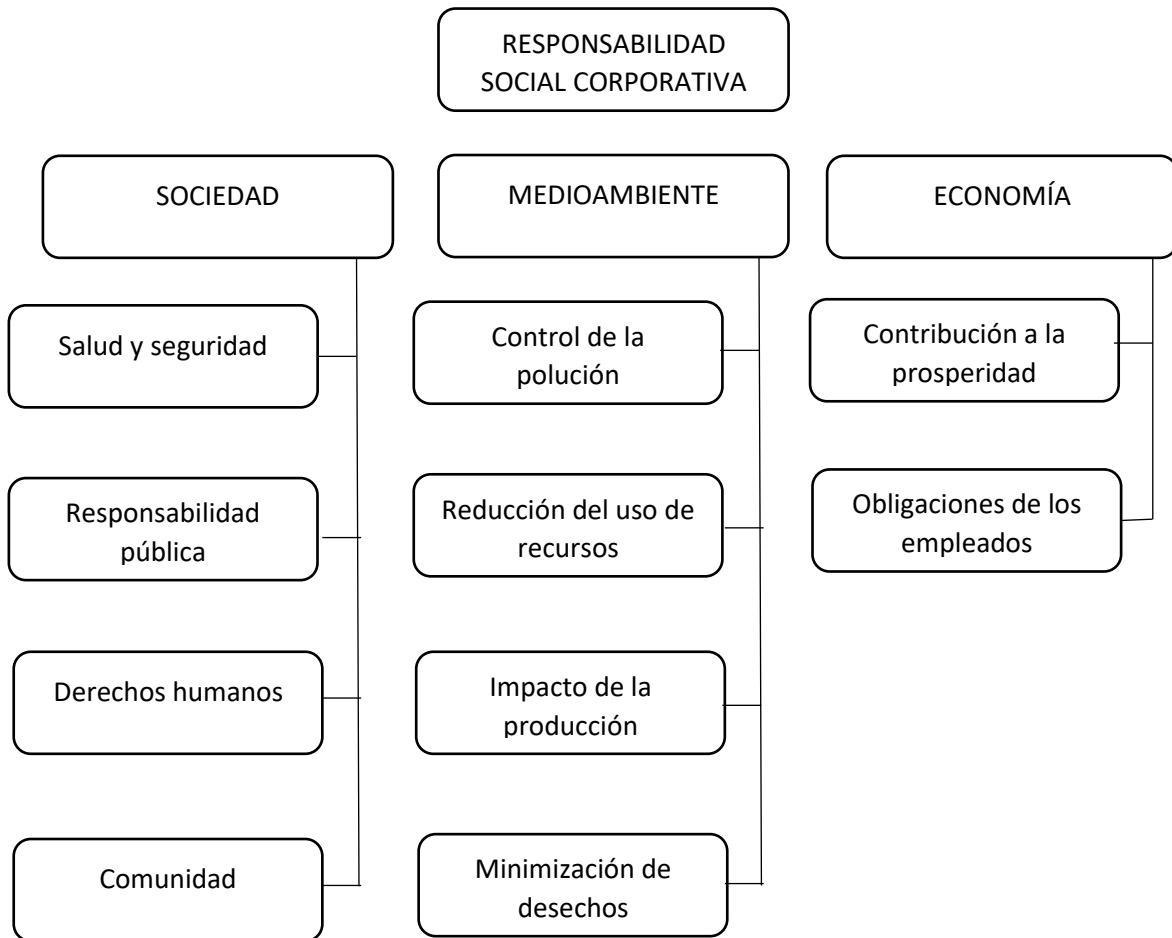 RESPONSABILIDAD
SOCIAL CORPORATIVA
SOCIEDAD
MEDIOAMBIENTE
ECONOMÍA
Salud y seguridad
Control de la
polución
Contribución a la
prosperidad
Responsabilidad
pública
Reducción del uso de
recursos
Obligaciones de los
empleados
Derechos humanos
Impacto de la
producción
Comunidad
Minimización de
desechos